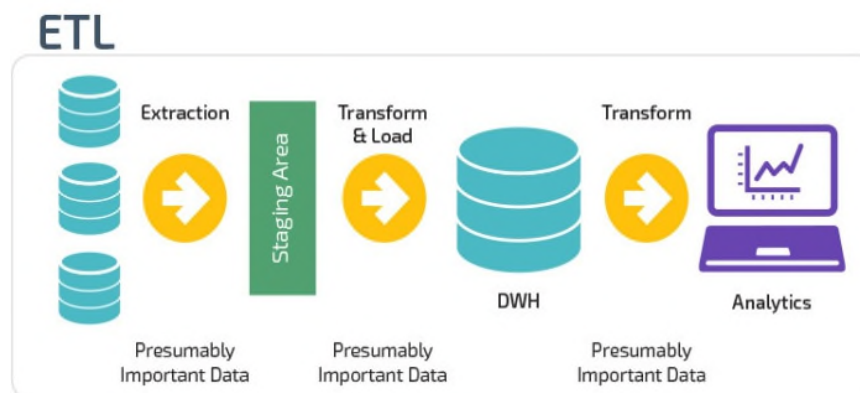 ETL
Extraction
Staging Area
Transform
& Load
Transform
DWH
Analytics
Presumably
Important Data
Presumably
Important Data
Presumably
Important Data